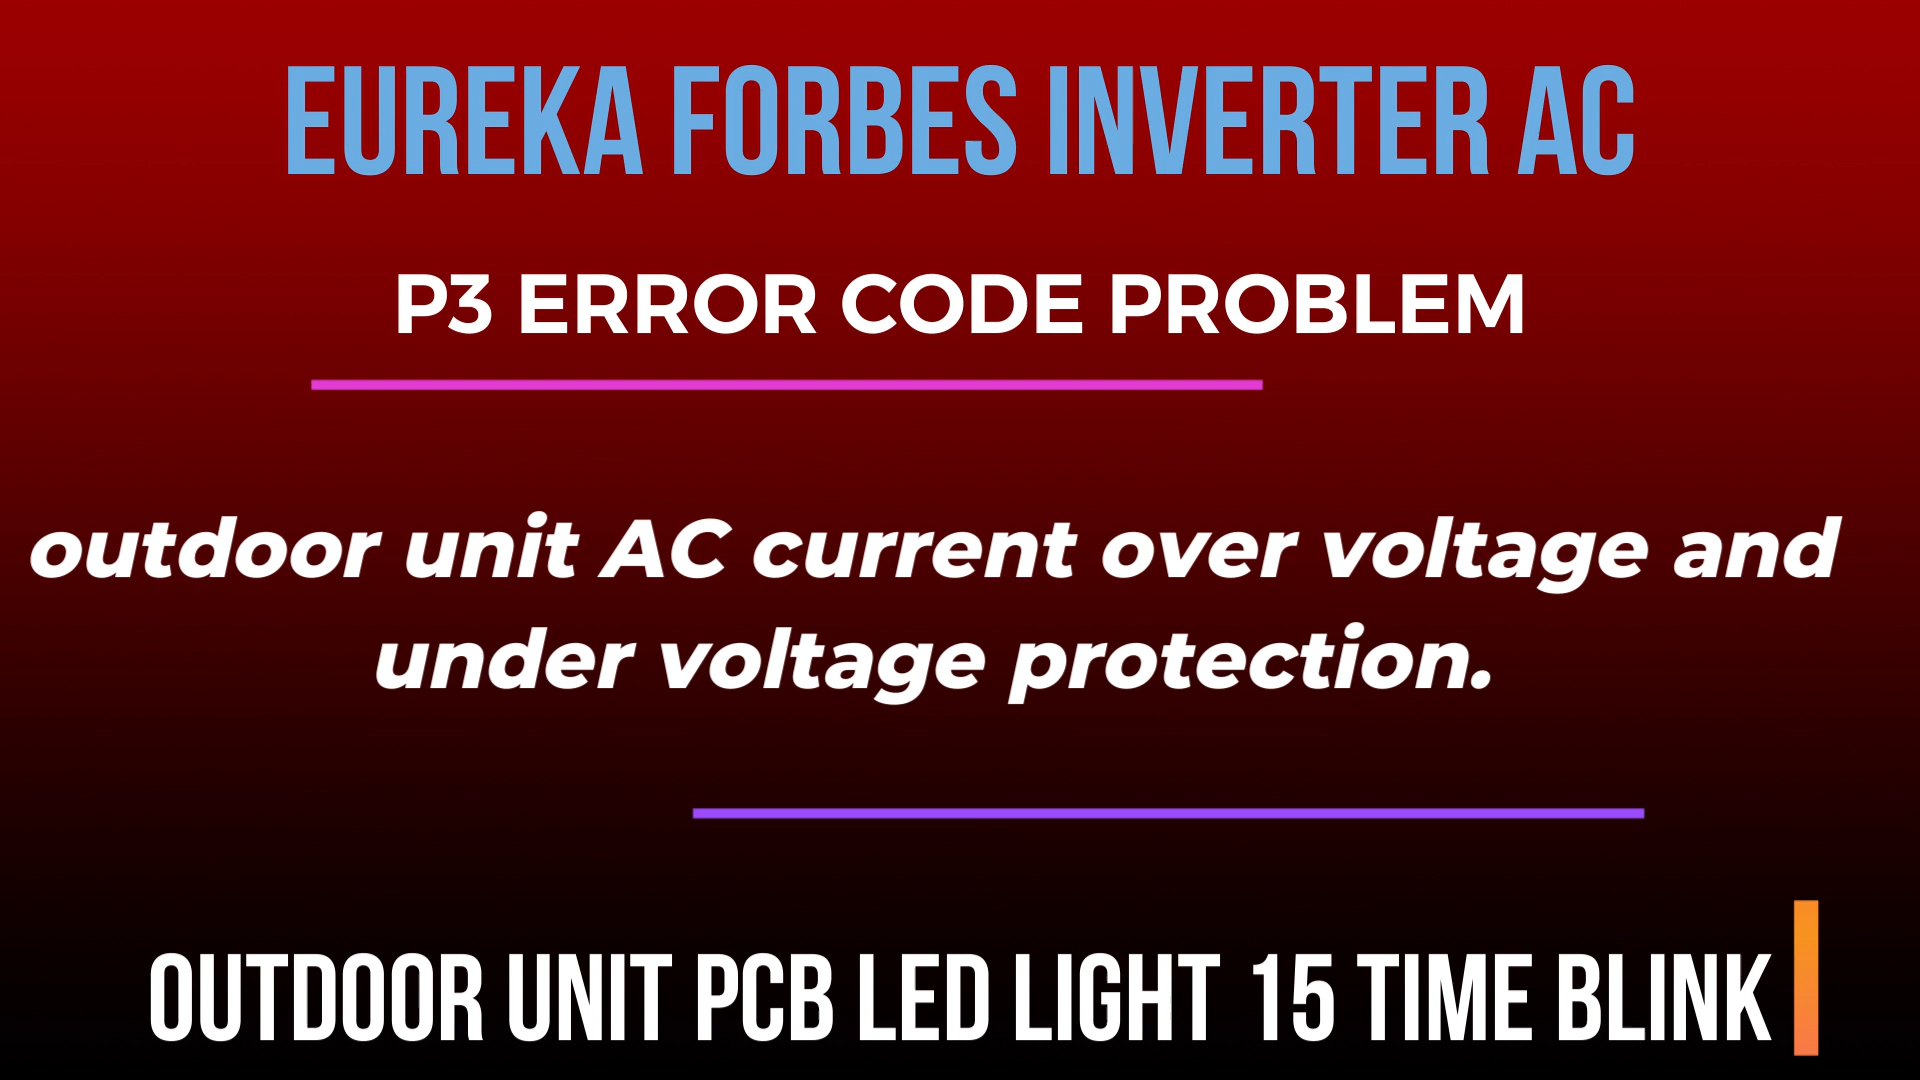 EUREKA FORBES INVERTER AC
P3 ERROR CODE PROBLEM
outdoor unit AC current over voltage and
under voltage protection.
OUTDOOR UNIT PCB LED LIGHT 15 TIME BLINK